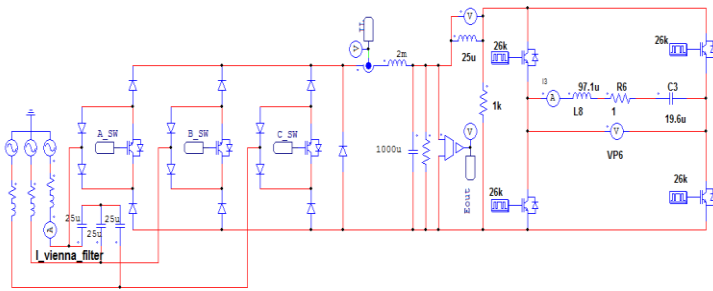 V
V
I1
2m
25u
26k
26k
A_SW
B_SW
C_SW
I3
A
97.1u
R6
C3
1k
L8
1
19.6u
V
V
VP6
1000u
Eout
26k
26k
25u
25u
25u
A
I_vienna_filter